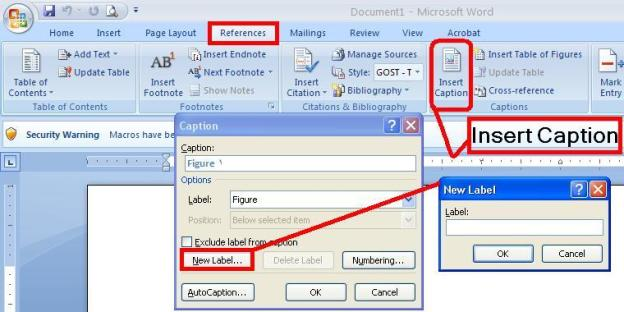 Document1 - Microsoft Word
Home Insert Page Layout References Mailings Review View Acrobat
Table of Contents
Add Text
Update Table
Table of Contents
AB1
Insert Footnote
Insert Endnote
Next Footnote
Show Notes
Footnotes
Insert Citation
Manage Sources
Style: GOST - T
Bibliography
Citations & Bibliography
Insert Caption
Insert Table of Figures
Update Table
Cross-reference
Captions
Mark Entry
Security Warning Macros have be
Insert Caption
Caption
Caption:
Figure ١
Options
Label: Figure
Position: Below selected item
Exclude label from caption
New Label... Delete Label Numbering...
AutoCaption... OK Cancel
New Label
Label:
OK Cancel